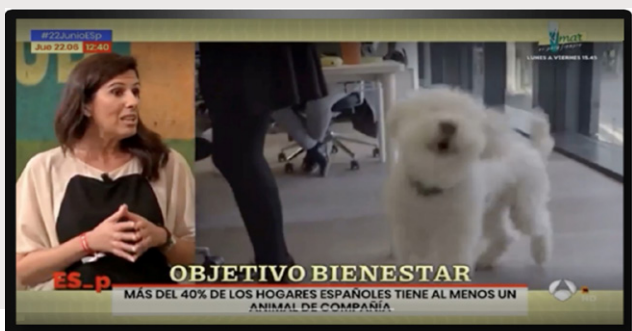 #22JunioESp
Jue 22.06 12:40
LUNES A VIERNES 15.45
OBJETIVO BIENESTAR
ES_p
MÁS DEL 40% DE LOS HOGARES ESPAÑOLES TIENE AL MENOS UN
ANIMAL DE COMPAÑÍA